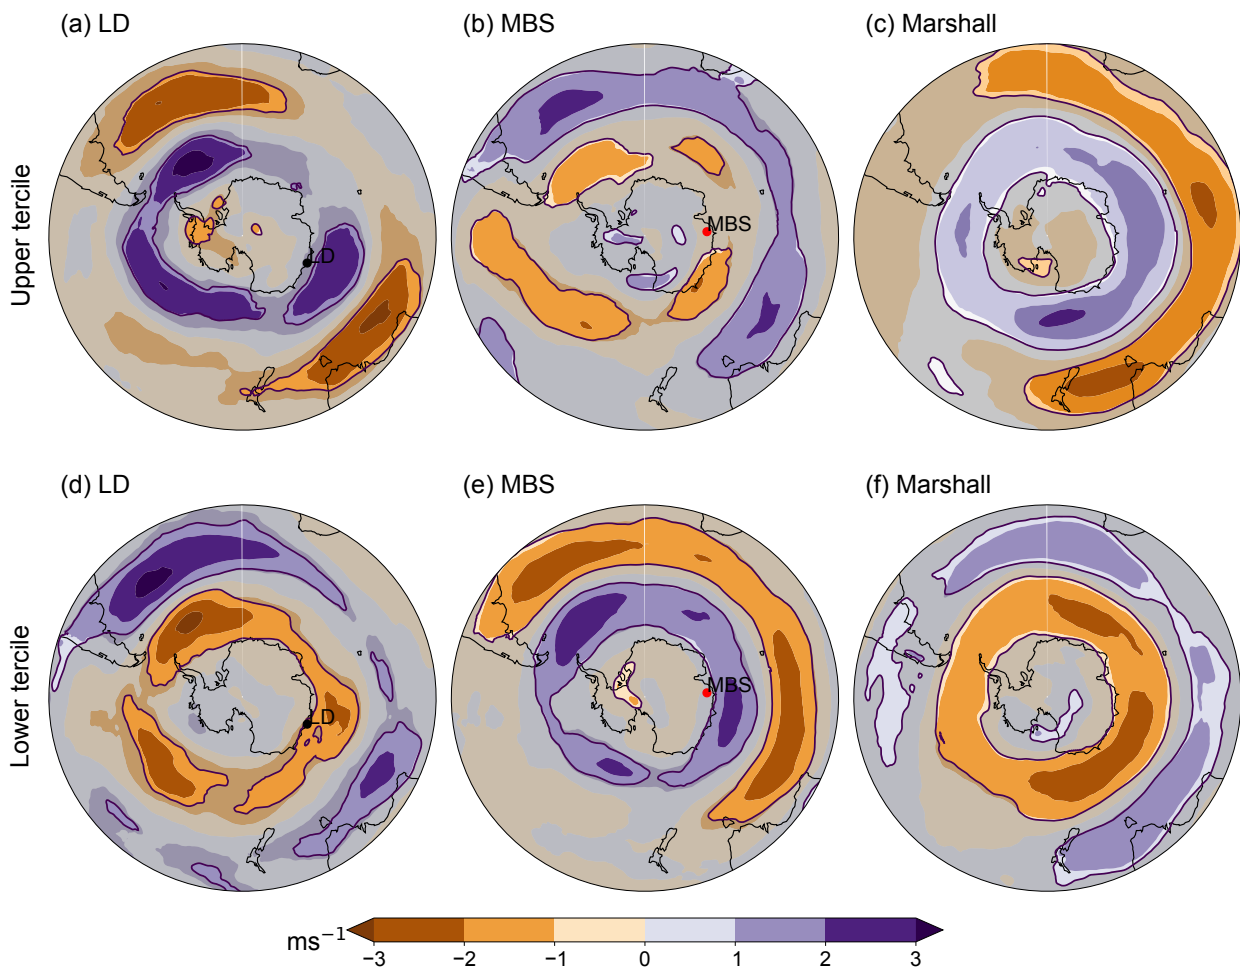 (a) LD
(b) MBS
(c) Marshall
Upper tercile
LD
MBS
(d) LD
(e) MBS
(f) Marshall
Lower tercile
LD
MBS
ms⁻¹
−3 −2 −1 0 1 2 3